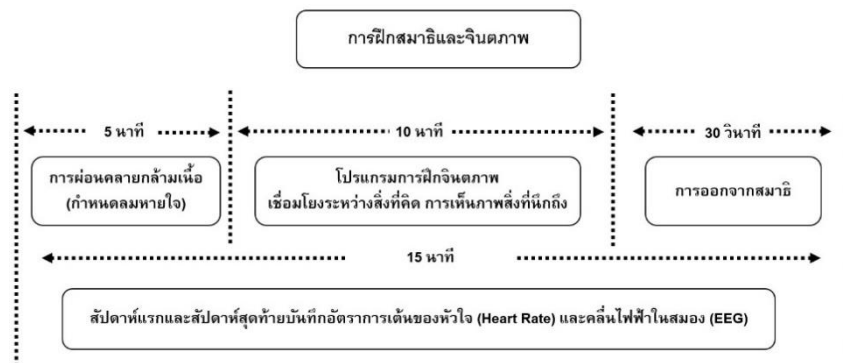 การฝึกสมาธิและจินตภาพ
5 นาที
10 นาที
30 วินาที
การผ่อนคลายกล้ามเนื้อ
(กำหนดลมหายใจ)
โปรแกรมการฝึกจินตภาพ
เชื่อมโยงระหว่างสิ่งที่คิด การเห็นภาพสิ่งที่นึกถึง
การออกจากสมาธิ
15 นาที
สัปดาห์แรกและสัปดาห์สุดท้ายบันทึกอัตราการเต้นของหัวใจ (Heart Rate) และคลื่นไฟฟ้าในสมอง (EEG)